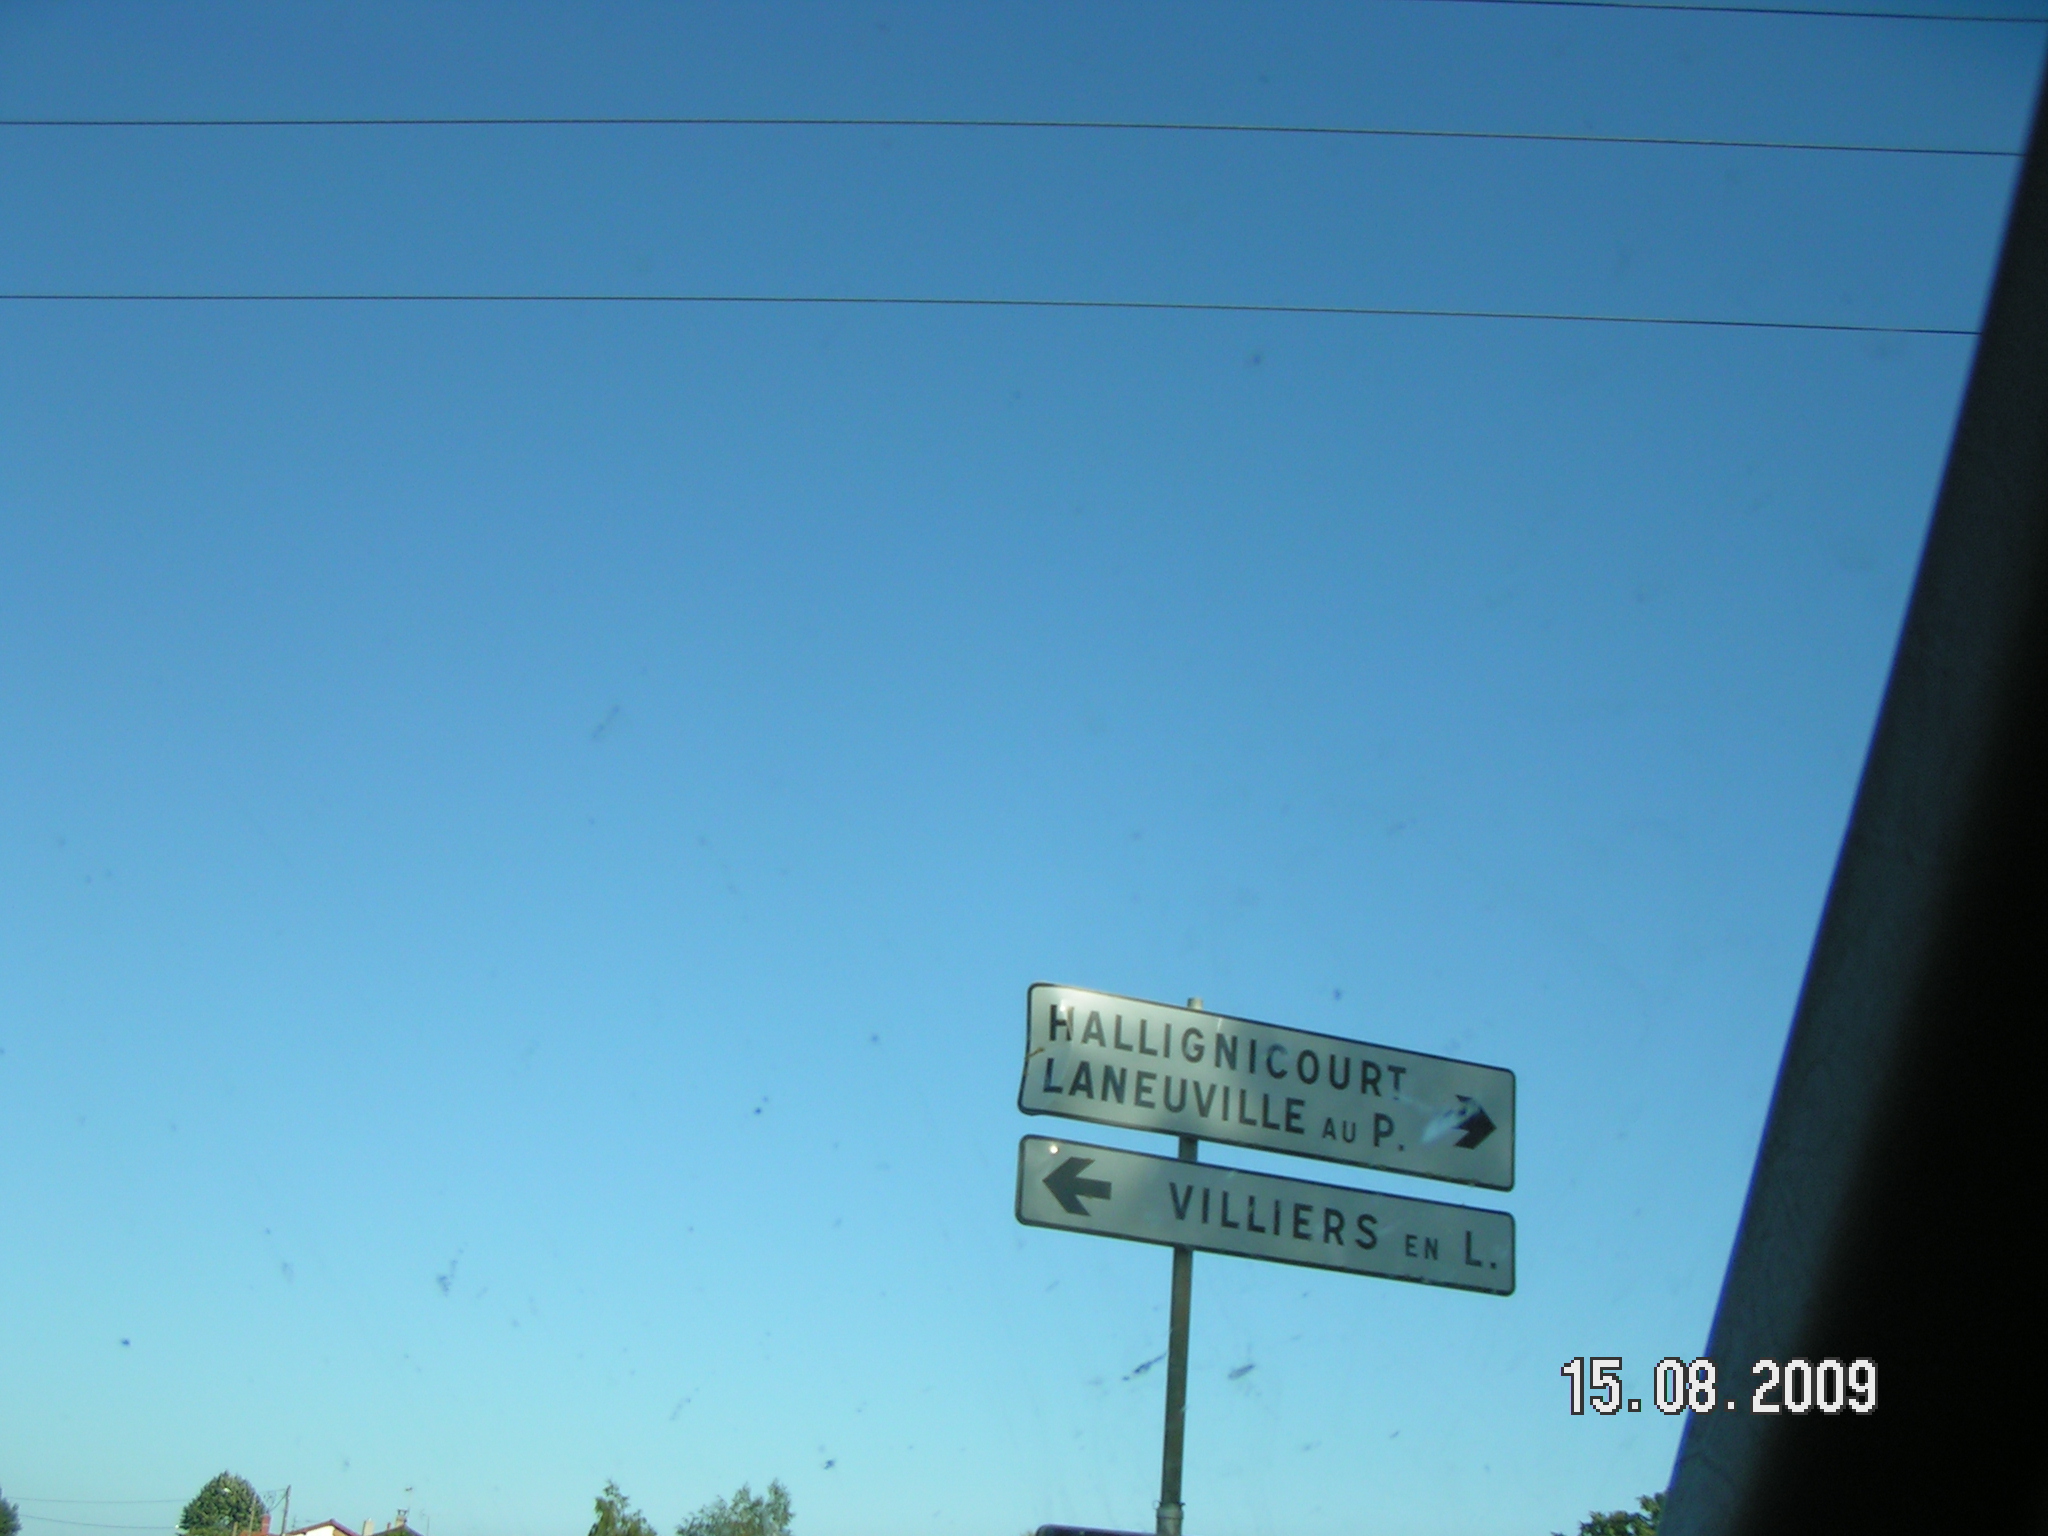 HALLIGNICOURT
LANEUVILLE AU P.
VILLIERS EN L.
15.08.2009